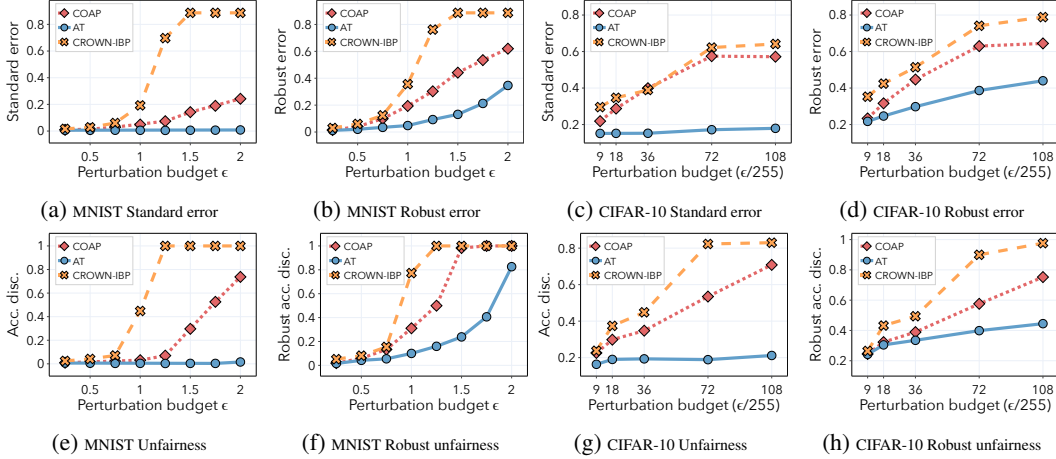 COAP
AT
CROWN-IBP
Standard error
0.8
0.6
0.4
0.2
0
0.5 1 1.5 2
Perturbation budget ϵ
(a) MNIST Standard error
COAP
AT
CROWN-IBP
Robust error
0.8
0.6
0.4
0.2
0
0.5 1 1.5 2
Perturbation budget ϵ
(b) MNIST Robust error
COAP
AT
CROWN-IBP
Standard error
0.8
0.6
0.4
0.2
9 18 36 72 108
Perturbation budget (ϵ/255)
(c) CIFAR-10 Standard error
COAP
AT
CROWN-IBP
Robust error
0.8
0.6
0.4
0.2
9 18 36 72 108
Perturbation budget (ϵ/255)
(d) CIFAR-10 Robust error
COAP
AT
CROWN-IBP
Acc. disc.
1
0.8
0.6
0.4
0.2
0
0.5 1 1.5 2
Perturbation budget ϵ
(e) MNIST Unfairness
COAP
AT
CROWN-IBP
Robust acc. disc.
1
0.8
0.6
0.4
0.2
0
0.5 1 1.5 2
Perturbation budget ϵ
(f) MNIST Robust unfairness
COAP
AT
CROWN-IBP
Acc. disc.
0.8
0.6
0.4
0.2
9 18 36 72 108
Perturbation budget (ϵ/255)
(g) CIFAR-10 Unfairness
COAP
AT
CROWN-IBP
Robust acc. disc.
1
0.8
0.6
0.4
0.2
9 18 36 72 108
Perturbation budget (ϵ/255)
(h) CIFAR-10 Robust unfairness